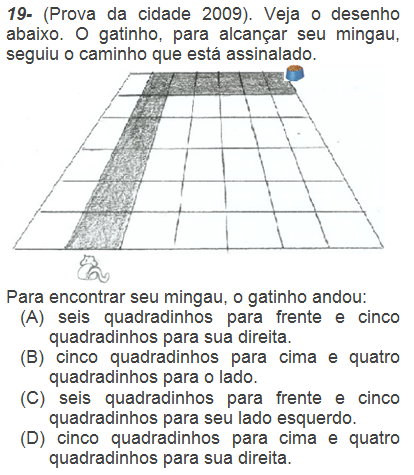 19- (Prova da cidade 2009). Veja o desenho
abaixo. O gatinho, para alcançar seu mingau,
seguiu o caminho que está assinalado.
Para encontrar seu mingau, o gatinho andou:
(A) seis quadradinhos para frente e cinco
quadradinhos para sua direita.
(B) cinco quadradinhos para cima e quatro
quadradinhos para o lado.
(C) seis quadradinhos para frente e cinco
quadradinhos para seu lado esquerdo.
(D) cinco quadradinhos para cima e quatro
quadradinhos para sua direita.